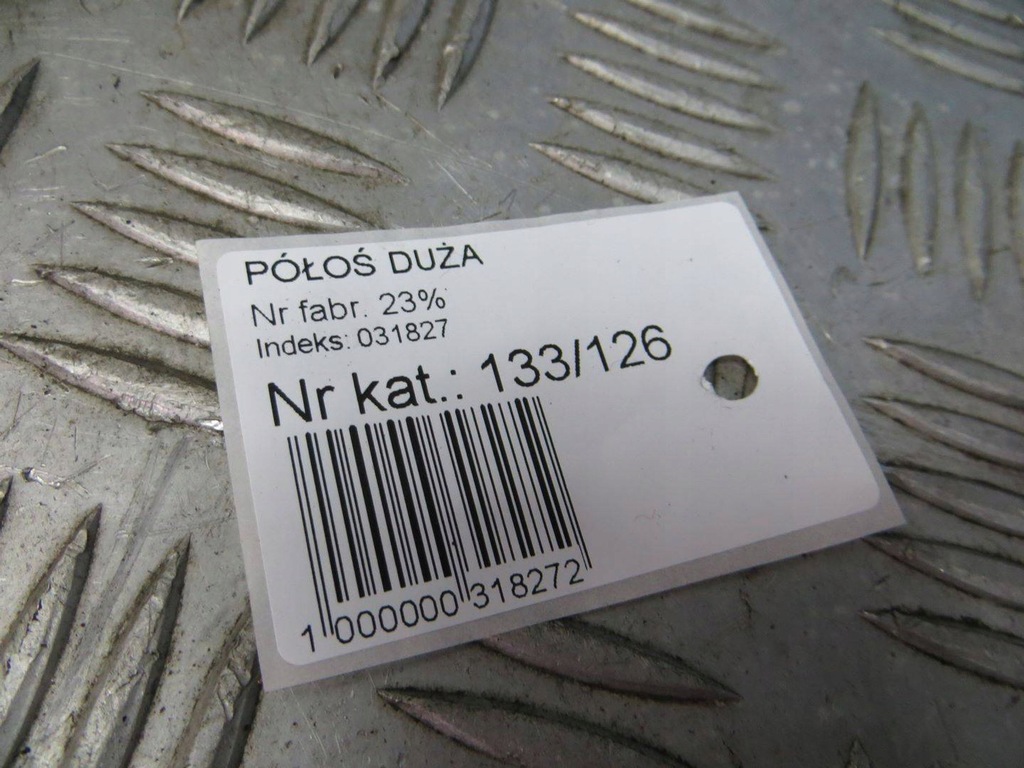 PÓŁOŚ DUŻA
Nr fabr. 23%
Indeks: 031827
Nr kat.: 133/126
1 000000 318272